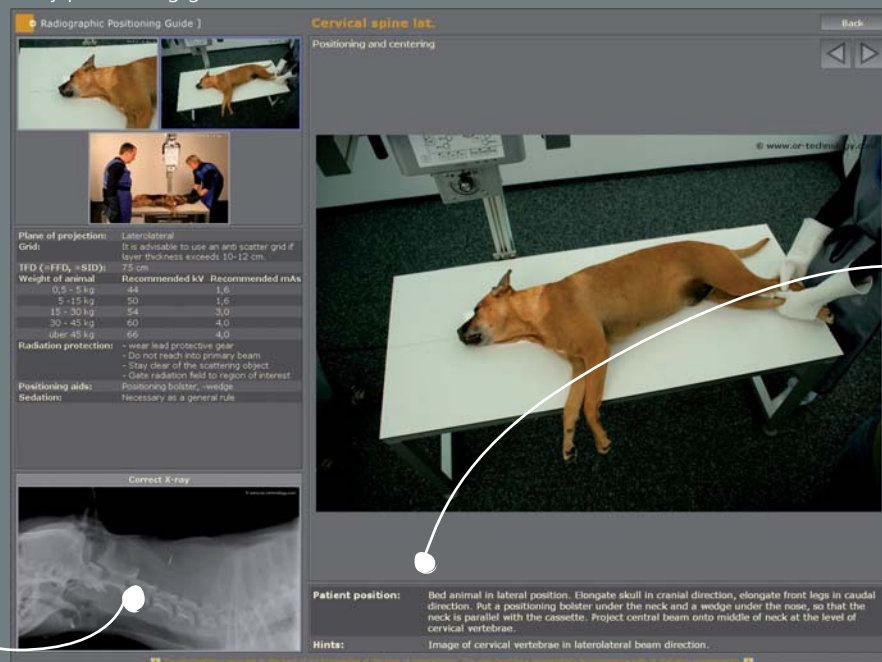 Radiographic Positioning Guide ]
Cervical spine lat.
Back
Positioning and centering
© www.or-technology.com
Plane of projection: Laterolateral
Grid: It is advisable to use an anti scatter grid if
layer thickness exceeds 10-12 cm.
TFD (=FFD, =SID): 75 cm
Weight of animal Recommended kV Recommended mAs
0,5 - 5 kg 44 1,6
5 -15 kg 50 1,6
15 - 30 kg 54 3,0
30 - 45 kg 60 4,0
über 45 kg 66 4,0
Radiation protection: - wear lead protective gear
- Do not reach into primary beam
- Stay clear of the scattering object
- Gate radiation field to region of interest
Positioning aids: Positioning bolster, -wedge
Sedation: Necessary as a general rule
Correct X-ray
© www.or-technology.com
Patient position: Bed animal in lateral position. Elongate skull in cranial direction, elongate front legs in caudal
direction. Put a positioning bolster under the neck and a wedge under the nose, so that the
neck is parallel with the cassette. Project central beam onto middle of neck at the level of
cervical vertebrae.
Hints: Image of cervical vertebrae in laterolateral beam direction.